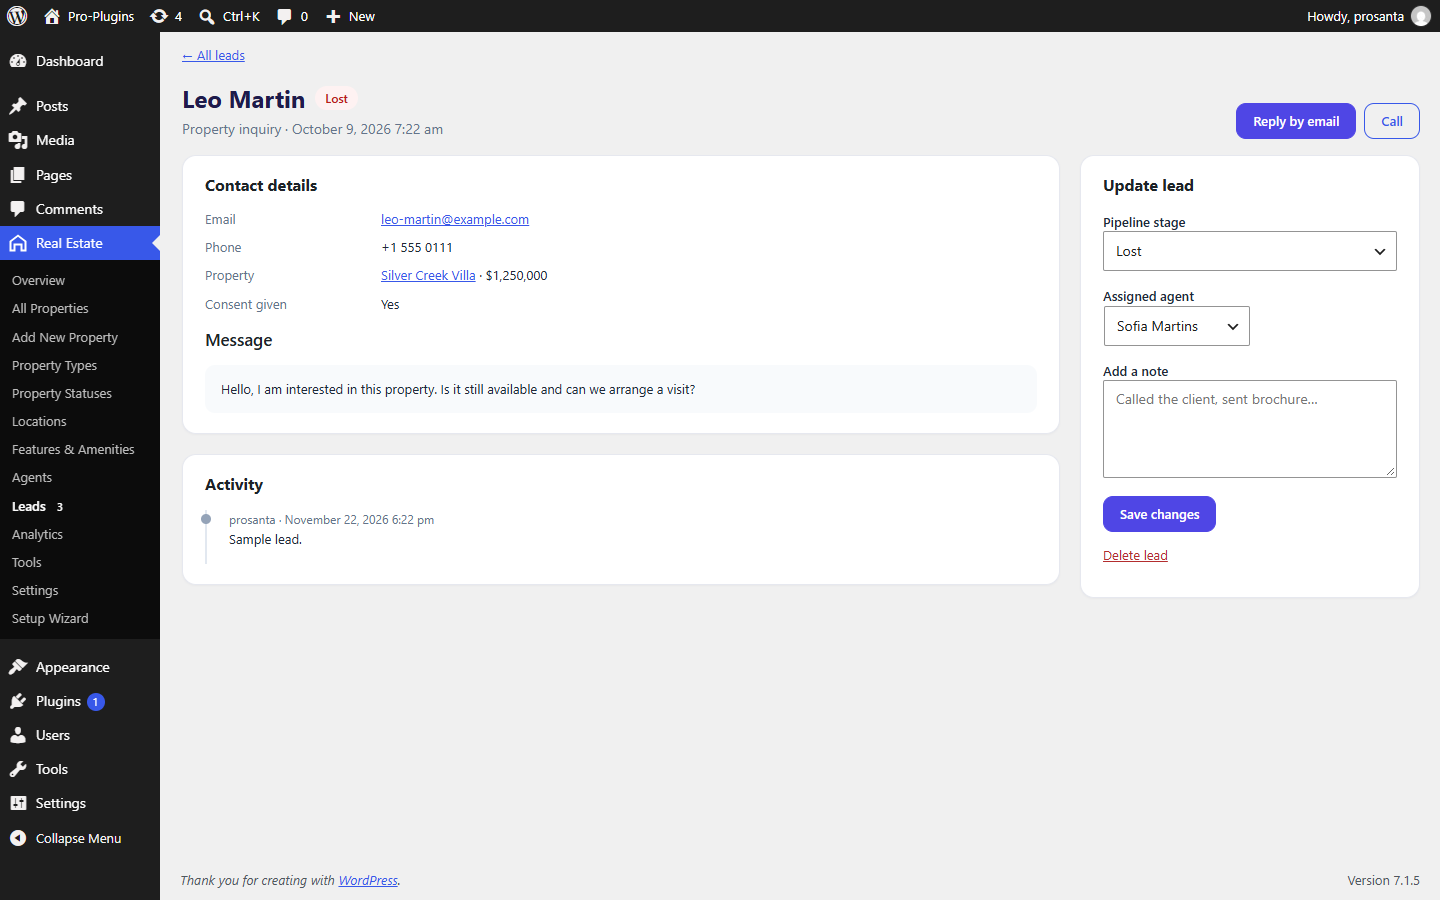 Pro-Plugins
4
Ctrl+K
0
New
Howdy, prosanta
Dashboard
Posts
Media
Pages
Comments
Real Estate
Overview
All Properties
Add New Property
Property Types
Property Statuses
Locations
Features & Amenities
Agents
Leads 3
Analytics
Tools
Settings
Setup Wizard
Appearance
Plugins 1
Users
Tools
Settings
Collapse Menu
← All leads
Leo Martin Lost
Property inquiry · October 9, 2026 7:22 am
Reply by email
Call
Contact details
Email leo-martin@example.com
Phone +1 555 0111
Property Silver Creek Villa · $1,250,000
Consent given Yes
Message
Hello, I am interested in this property. Is it still available and can we arrange a visit?
Activity
prosanta · November 22, 2026 6:22 pm
Sample lead.
Update lead
Pipeline stage
Lost
Assigned agent
Sofia Martins
Add a note
Called the client, sent brochure...
Save changes
Delete lead
Thank you for creating with WordPress.
Version 7.1.5